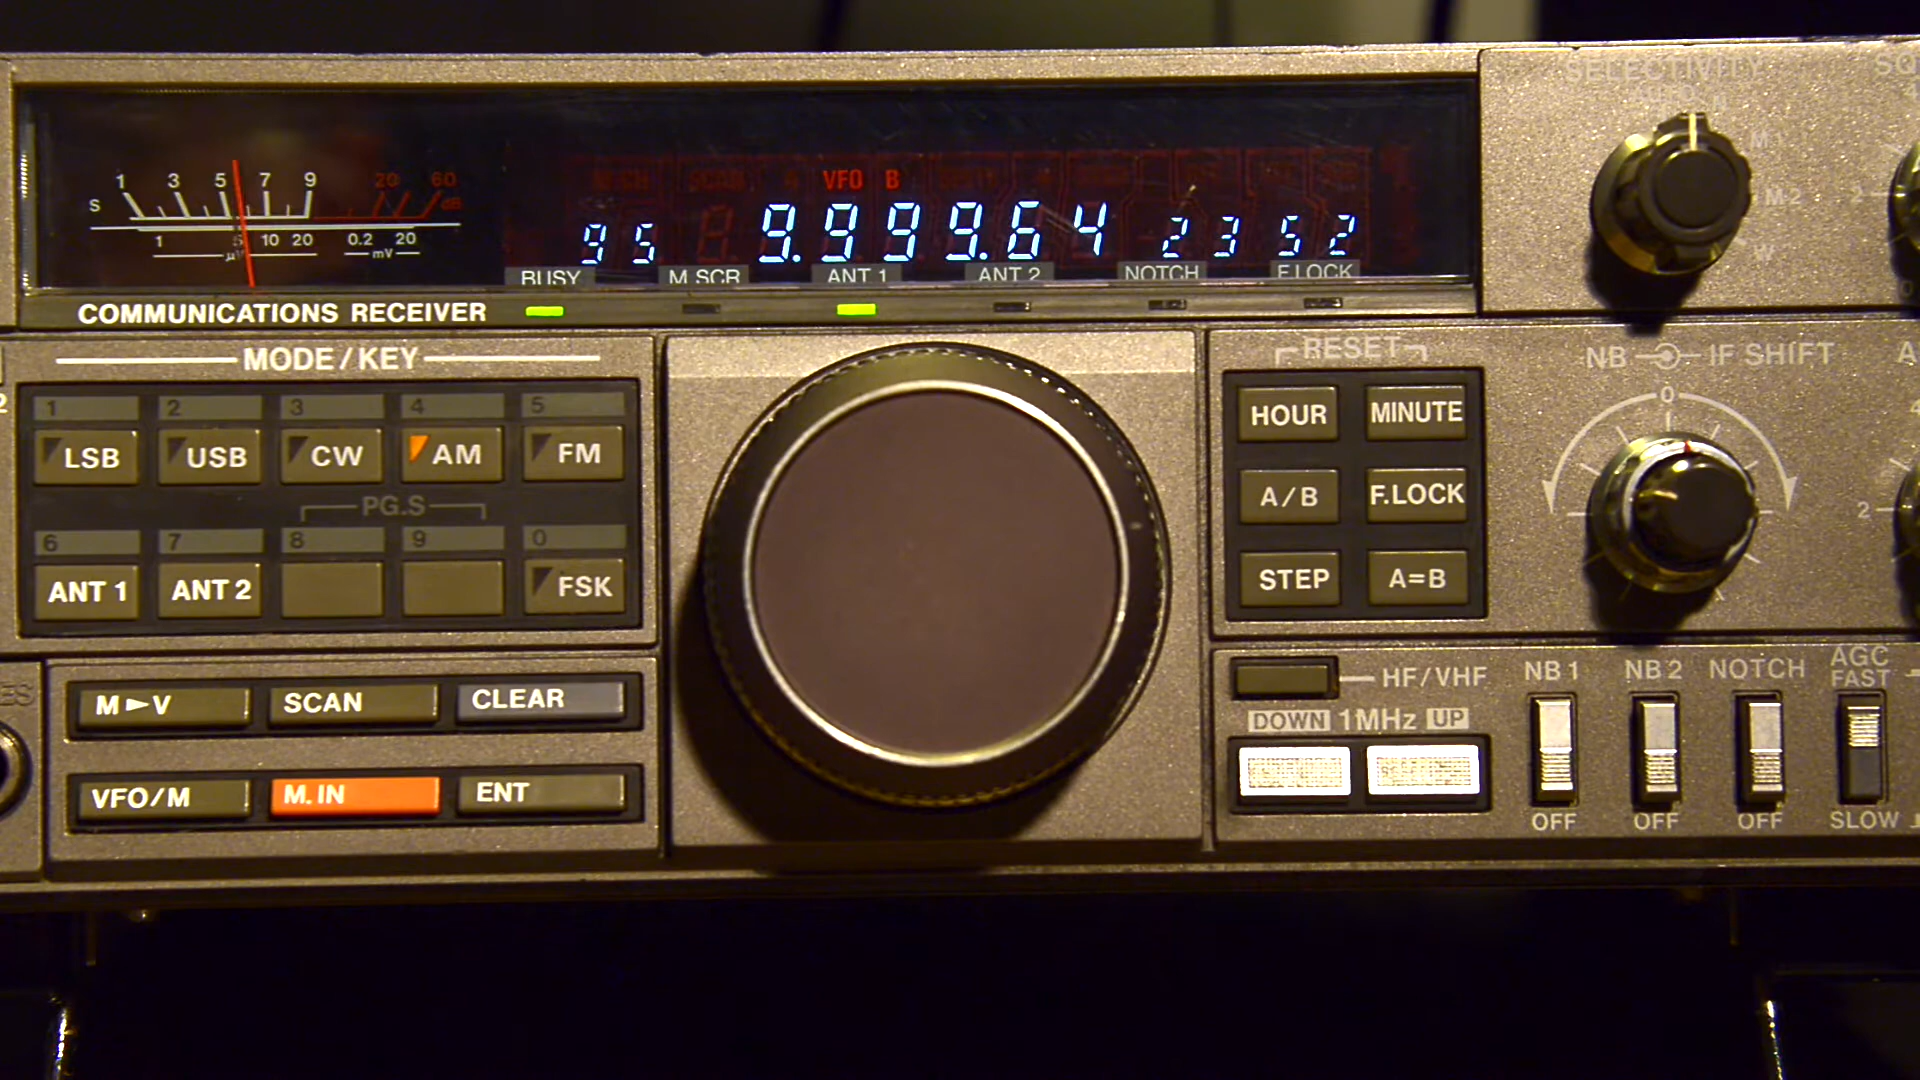 SELECTIVITY SQ
AUTO N
S 1 3 5 7 9 20 60 dB
VFO B
M
1 5 10 20 0.2 20
µV mV
95 9.999.64 23 52
2 M-2
W
BUSY M.SCR ANT 1 ANT 2 NOTCH F.LOCK
COMMUNICATIONS RECEIVER
MODE/KEY
RESET
NB IF SHIFT A
0
1 2 3 4 5
LSB USB CW AM FM
HOUR MINUTE
PG.S
A/B F.LOCK
2
6 7 8 9 0
ANT 1 ANT 2 FSK
STEP A=B
M►V SCAN CLEAR
HF/VHF NB 1 NB 2 NOTCH AGC
FAST
DOWN 1MHz UP
VFO/M M.IN ENT
OFF OFF OFF SLOW